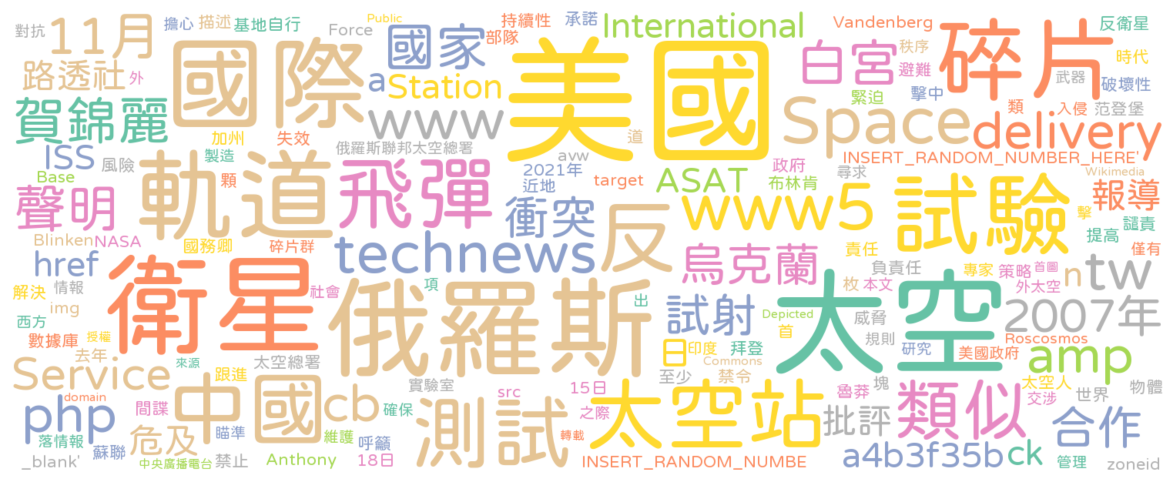 對抗 11月 擔心 描述 基地自行 Force Public 持續性 部隊 承諾 International Vandenberg 反衛星
路透社 外 國際 國家 a Station 美國 白宮 秩序 避難 碎片 時代 武器 破壞性
賀錦麗 加州 失效 www 道 緊迫 擊中 類 入侵 范登堡
Space delivery
ISS 風險 製造 俄羅斯聯邦太空總署 avw 2021年 近地 target ASAT 政府 布林肯 INSERT_RANDOM_NUMBER_HERE' 尋求 Wikimedia
Base 顆 軌道 飛彈 衝突 反 www5 試驗 擊 報導
聲明 Blinken NASA 國務卿 碎片群 technews 烏克蘭 責任 提高 譴責 僅有
href 衛星 社會 項 俄羅斯 出 試射 太空 負責任 專家 策略 首圖 外太空 n tw
解決 情報 img 枚 本文 2007年
西方 數據庫 去年 授權 Depicted 首 威脅 規則 Roscosmos
來源 太空總署 日 印度 拜登 Commons 研究 美國政府 amp
Service 跟進 中國 實驗室 src 15日 至少 禁令 魯莽 塊 太空人 交涉 世界 物體
php domain 間諜 cb 確保 測試 之際 太空站 批評 類似 合作
落情報 蘇聯 危及 瞄準 維護 呼籲 轉載
_blank' 中央廣播電台 禁止 Anthony 18日 INSERT_RANDOM_NUMBE a4b3f35b ck 管理 zoneid